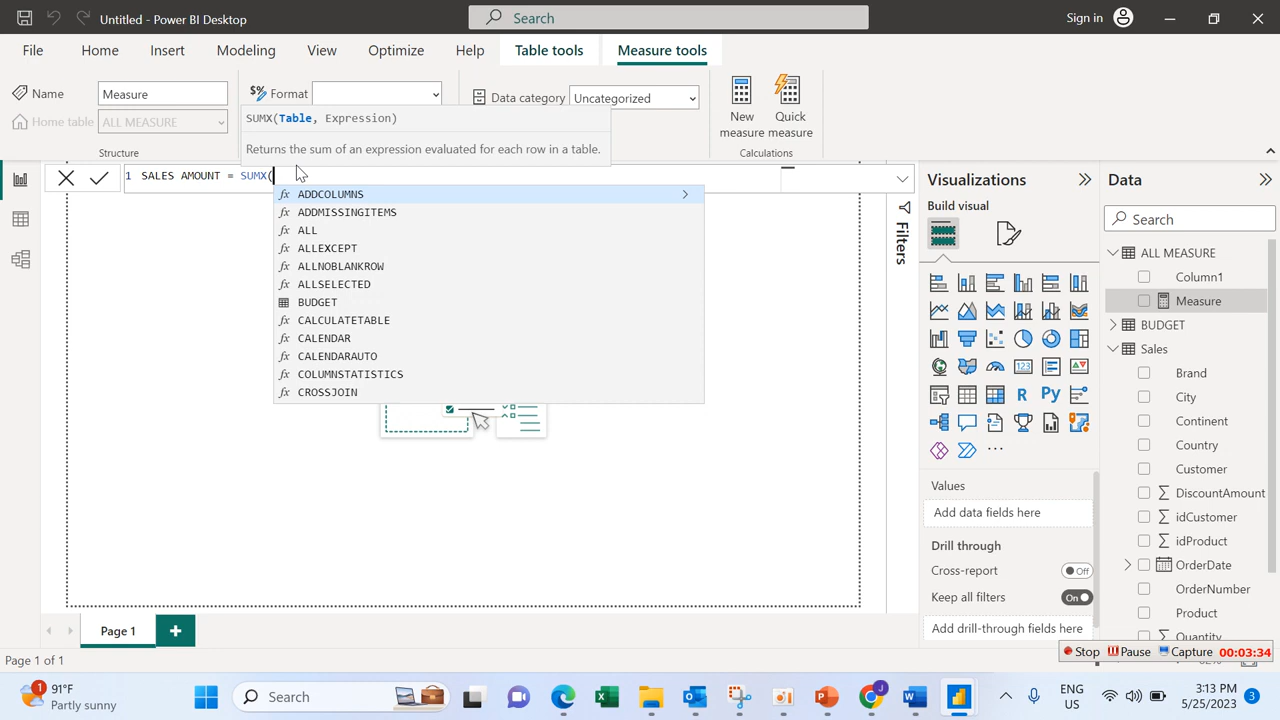 Untitled - Power BI Desktop
Search
Sign in
File
Home
Insert
Modeling
View
Optimize
Help
Table tools
Measure tools
Name
Measure
Home table
ALL MEASURE
Structure
$% Format
Data category
Uncategorized
New measure
Quick measure
Calculations
SUMX(Table, Expression)
Returns the sum of an expression evaluated for each row in a table.
1 SALES AMOUNT = SUMX(
ADDCOLUMNS
ADDMISSINGITEMS
ALL
ALLEXCEPT
ALLNOBLANKROW
ALLSELECTED
BUDGET
CALCULATETABLE
CALENDAR
CALENDARAUTO
COLUMNSTATISTICS
CROSSJOIN
Filters
Visualizations
Build visual
123
R
Py
Values
Add data fields here
Drill through
Cross-report
Off
Keep all filters
On
Add drill-through fields here
Data
Search
ALL MEASURE
Column1
Measure
BUDGET
Sales
Brand
City
Continent
Country
Customer
DiscountAmount
idCustomer
idProduct
OrderDate
OrderNumber
Product
Quantity
Page 1
Page 1 of 1
Stop
Pause
Capture
00:03:34
1
91°F
Partly sunny
Search
ENG
US
3:13 PM
5/25/2023
3